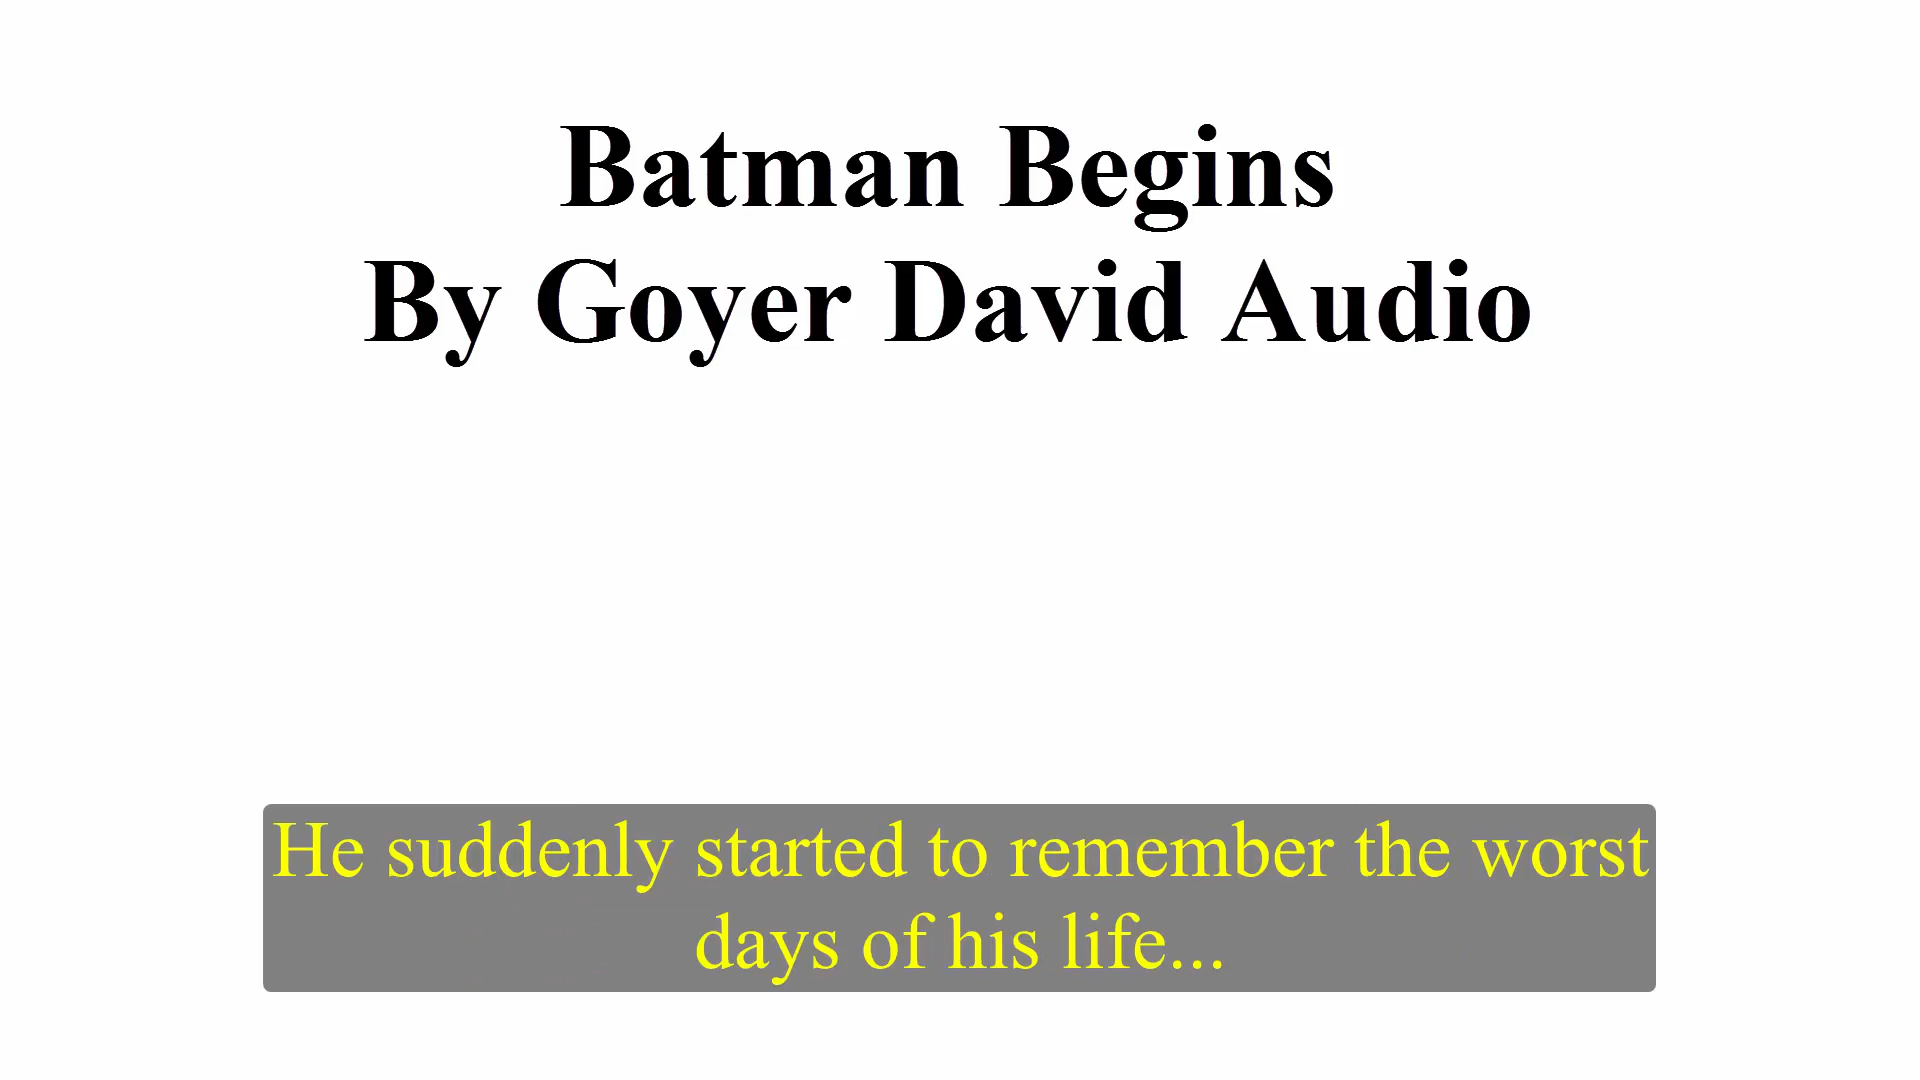 Batman Begins
By Goyer David Audio
He suddenly started to remember the worst
days of his life...